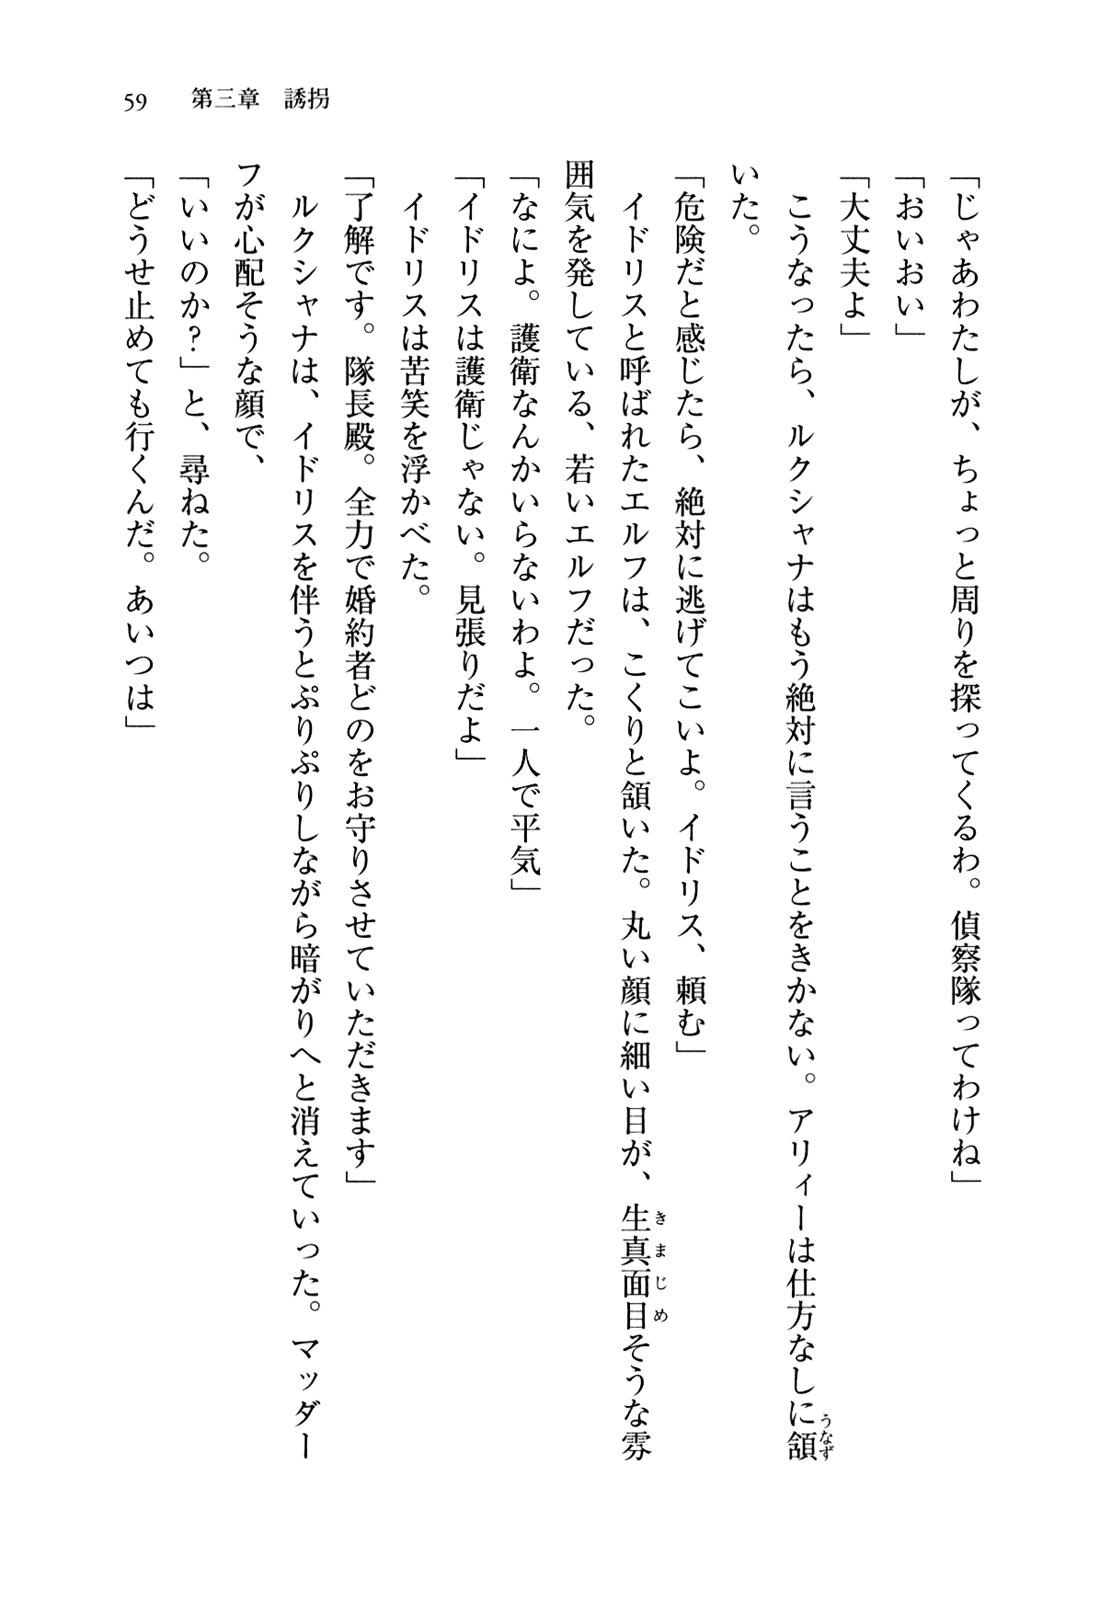 59 第三章 誘拐
「じゃあわたしが、ちょっと周りを探ってくるわ。偵察隊ってわけね」
「おいおい」
「大丈夫よ」
こうなったら、ルクシャナはもう絶対に言うことをきかない。アリィーは仕方なしに頷
いた。
「危険だと感じたら、絶対に逃げてこいよ。イドリス、頼む」
イドリスと呼ばれたエルフは、こくりと頷いた。丸い顔に細い目が、生真面目そうな雰
囲気を発している、若いエルフだった。
「なによ。護衛なんかいらないわよ。一人で平気」
「イドリスは護衛じゃない。見張りだよ」
イドリスは苦笑を浮かべた。
「了解です。隊長殿。全力で婚約者どのをお守りさせていただきます」
ルクシャナは、イドリスを伴うとぷりぷりしながら暗がりへと消えていった。マッダー
フが心配そうな顔で、
「いいのか？」と、尋ねた。
「どうせ止めても行くんだ。あいつは」